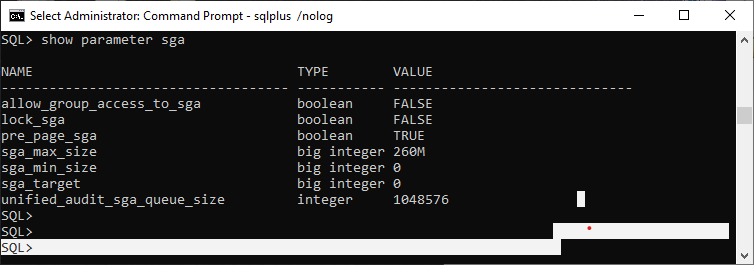 Select Administrator: Command Prompt - sqlplus /nolog
SQL> show parameter sga
NAME TYPE VALUE
------------------------------------ ----------- ------------------------------
allow_group_access_to_sga boolean FALSE
lock_sga boolean FALSE
pre_page_sga boolean TRUE
sga_max_size big integer 260M
sga_min_size big integer 0
sga_target big integer 0
unified_audit_sga_queue_size integer 1048576
SQL>
SQL>
SQL>